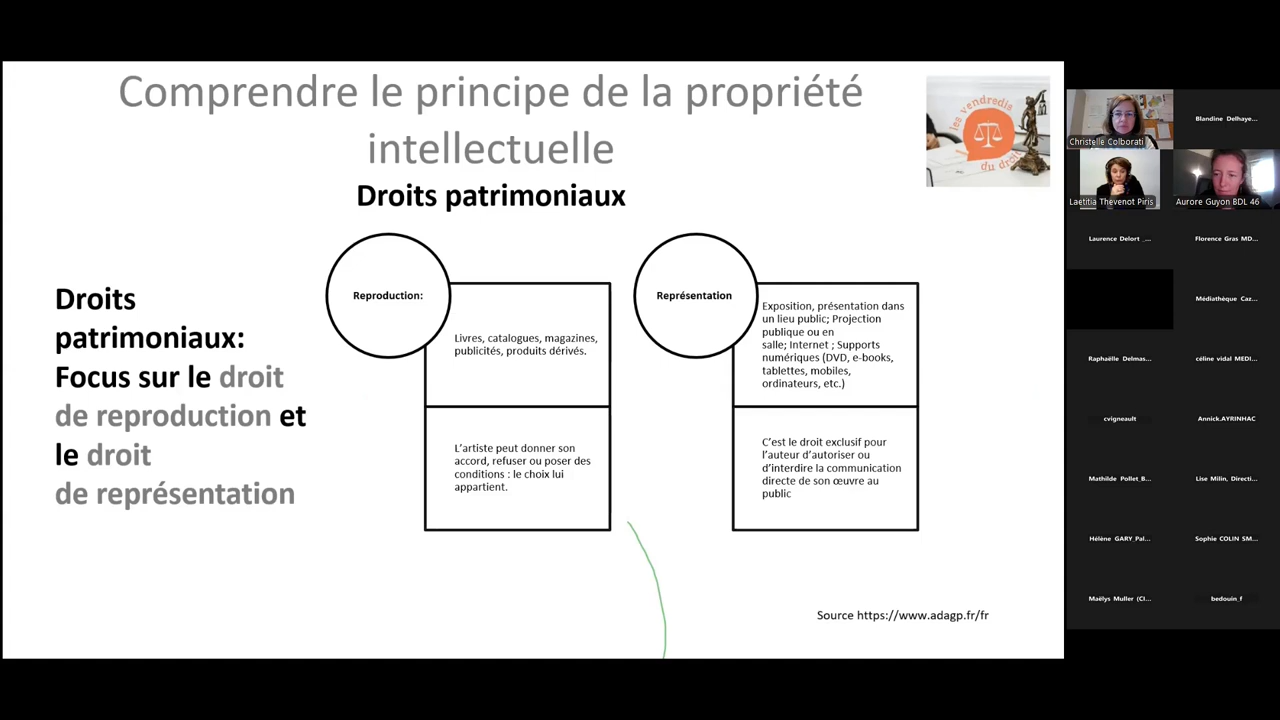 Comprendre le principe de la propriété
intellectuelle
les vendredis
du droit
Droits patrimoniaux
Droits
patrimoniaux:
Focus sur le droit
de reproduction et
le droit
de représentation
Reproduction:
Livres, catalogues, magazines,
publicités, produits dérivés.
L'artiste peut donner son
accord, refuser ou poser des
conditions : le choix lui
appartient.
Représentation
Exposition, présentation dans
un lieu public; Projection
publique ou en
salle; Internet ; Supports
numériques (DVD, e-books,
tablettes, mobiles,
ordinateurs, etc.)
C'est le droit exclusif pour
l'auteur d'autoriser ou
d'interdire la communication
directe de son œuvre au
public
Source https://www.adagp.fr/fr
Christelle Colborati
Blandine Delhaye...
Laetitia Thevenot Piris
Aurore Guyon BDL 46
Laurence Delort _...
Florence Gras MD...
Médiathèque Caz...
Raphaëlle Delmas...
céline vidal MEDI...
cvigneault
Annick.AYRINHAC
Mathilde Pollet_B...
Lise Milin, Directi...
Hélène GARY_Pal...
Sophie COLIN SM...
Maëlys Muller (CI...
bedouin_f